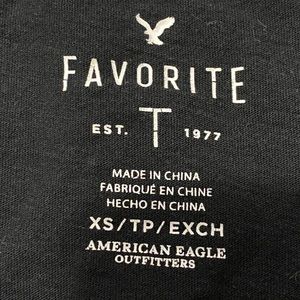 FAVORITE
EST. T 1977
MADE IN CHINA
FABRIQUÉ EN CHINE
HECHO EN CHINA
XS/TP/EXCH
AMERICAN EAGLE
OUTFITTERS